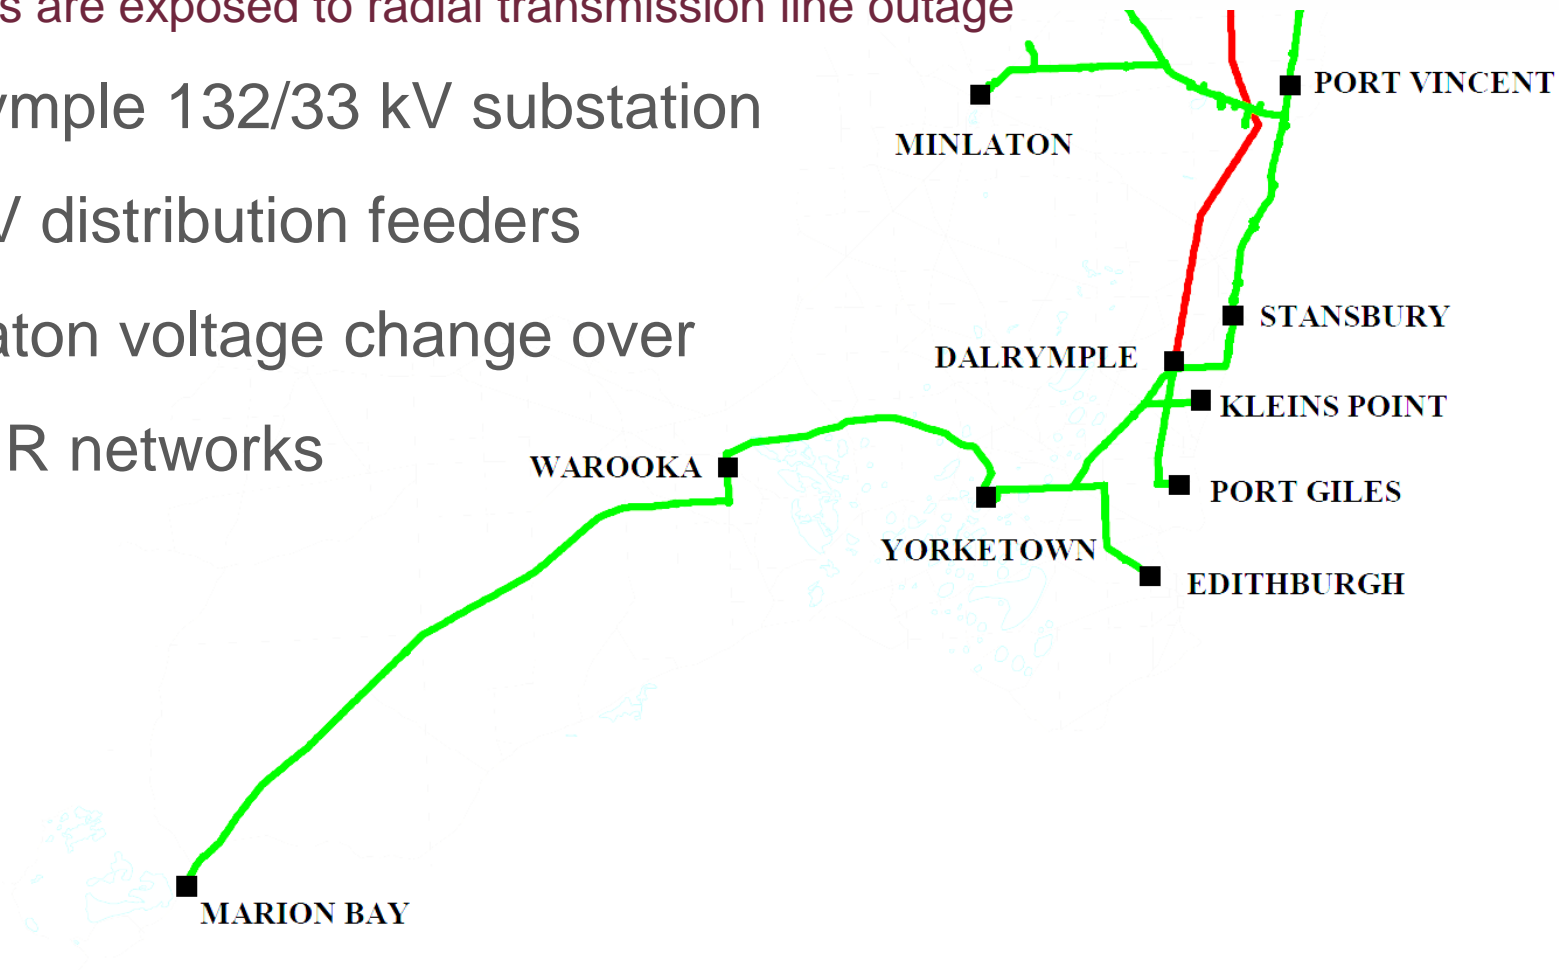 s are exposed to radial transmission line outage
ymple 132/33 kV substation
V distribution feeders
aton voltage change over
R networks
PORT VINCENT
MINLATON
STANSBURY
DALRYMPLE
KLEINS POINT
WAROOKA
PORT GILES
YORKETOWN
EDITHBURGH
MARION BAY